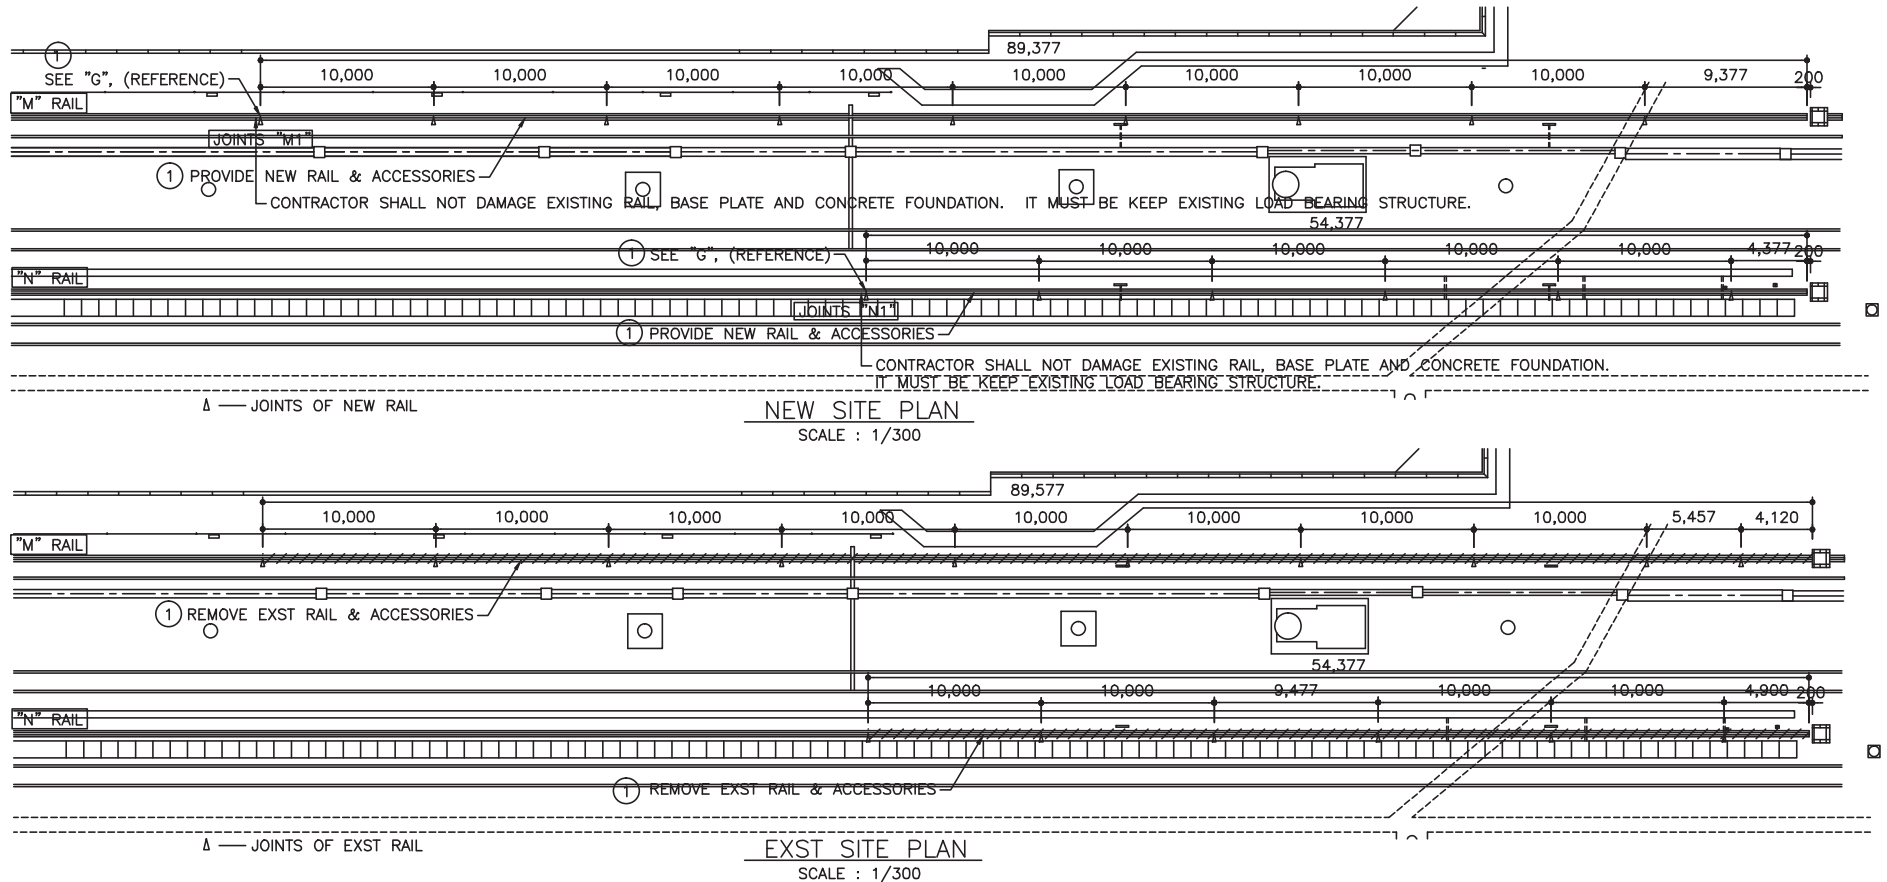 89,377
1
SEE "G", (REFERENCE)
10,000 10,000 10,000 10,000 10,000 10,000 10,000 10,000 9,377 200
"M" RAIL
JOINTS "M1"
1 PROVIDE NEW RAIL & ACCESSORIES
CONTRACTOR SHALL NOT DAMAGE EXISTING RAIL, BASE PLATE AND CONCRETE FOUNDATION. IT MUST BE KEEP EXISTING LOAD BEARING STRUCTURE.
54,377
1 SEE "G", (REFERENCE)
10,000 10,000 10,000 10,000 10,000 4,377 200
"N" RAIL
JOINTS "N1"
1 PROVIDE NEW RAIL & ACCESSORIES
CONTRACTOR SHALL NOT DAMAGE EXISTING RAIL, BASE PLATE AND CONCRETE FOUNDATION.
IT MUST BE KEEP EXISTING LOAD BEARING STRUCTURE.
JOINTS OF NEW RAIL
NEW SITE PLAN
SCALE : 1/300
89,577
10,000 10,000 10,000 10,000 10,000 10,000 10,000 10,000 5,457 4,120
"M" RAIL
1 REMOVE EXST RAIL & ACCESSORIES
54,377
10,000 10,000 9,477 10,000 10,000 4,900 200
"N" RAIL
1 REMOVE EXST RAIL & ACCESSORIES
JOINTS OF EXST RAIL
EXST SITE PLAN
SCALE : 1/300